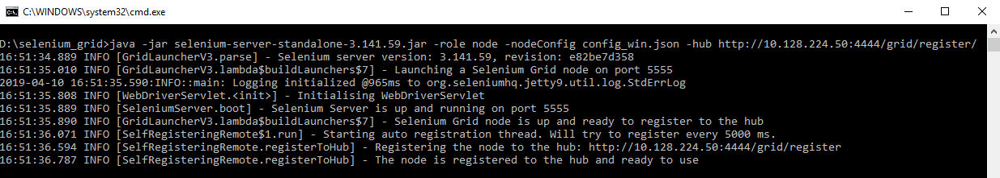 C:\WINDOWS\system32\cmd.exe
D:\selenium_grid>java -jar selenium-server-standalone-3.141.59.jar -role node -nodeConfig config_win.json -hub http://10.128.224.50:4444/grid/register/
16:51:34.889 INFO [GridLauncherV3.parse] - Selenium server version: 3.141.59, revision: e82be7d358
16:51:35.010 INFO [GridLauncherV3.lambda$buildLaunchers$7] - Launching a Selenium Grid node on port 5555
2019-04-10 16:51:35.590:INFO::main: Logging initialized @965ms to org.seleniumhq.jetty9.util.log.StdErrLog
16:51:35.808 INFO [WebDriverServlet.<init>] - Initialising WebDriverServlet
16:51:35.889 INFO [SeleniumServer.boot] - Selenium Server is up and running on port 5555
16:51:35.890 INFO [GridLauncherV3.lambda$buildLaunchers$7] - Selenium Grid node is up and ready to register to the hub
16:51:36.071 INFO [SelfRegisteringRemote$1.run] - Starting auto registration thread. Will try to register every 5000 ms.
16:51:36.594 INFO [SelfRegisteringRemote.registerToHub] - Registering the node to the hub: http://10.128.224.50:4444/grid/register
16:51:36.787 INFO [SelfRegisteringRemote.registerToHub] - The node is registered to the hub and ready to use